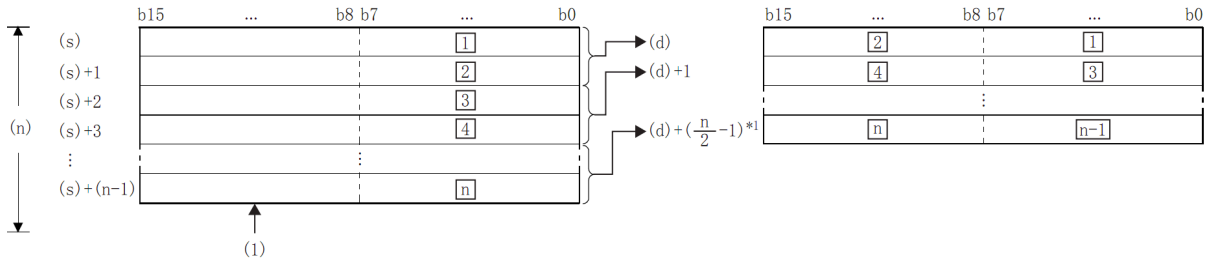 b15 ... b8 b7 ... b0 b15 ... b8 b7 ... b0
(s) 1 (d) 2 1
(s)+1 2 (d)+1 4 3
(s)+2 3 ⋮
(n) (s)+3 4 (d)+(n/2-1)*1 n n-1
⋮ ⋮
(s)+(n-1) n
(1)